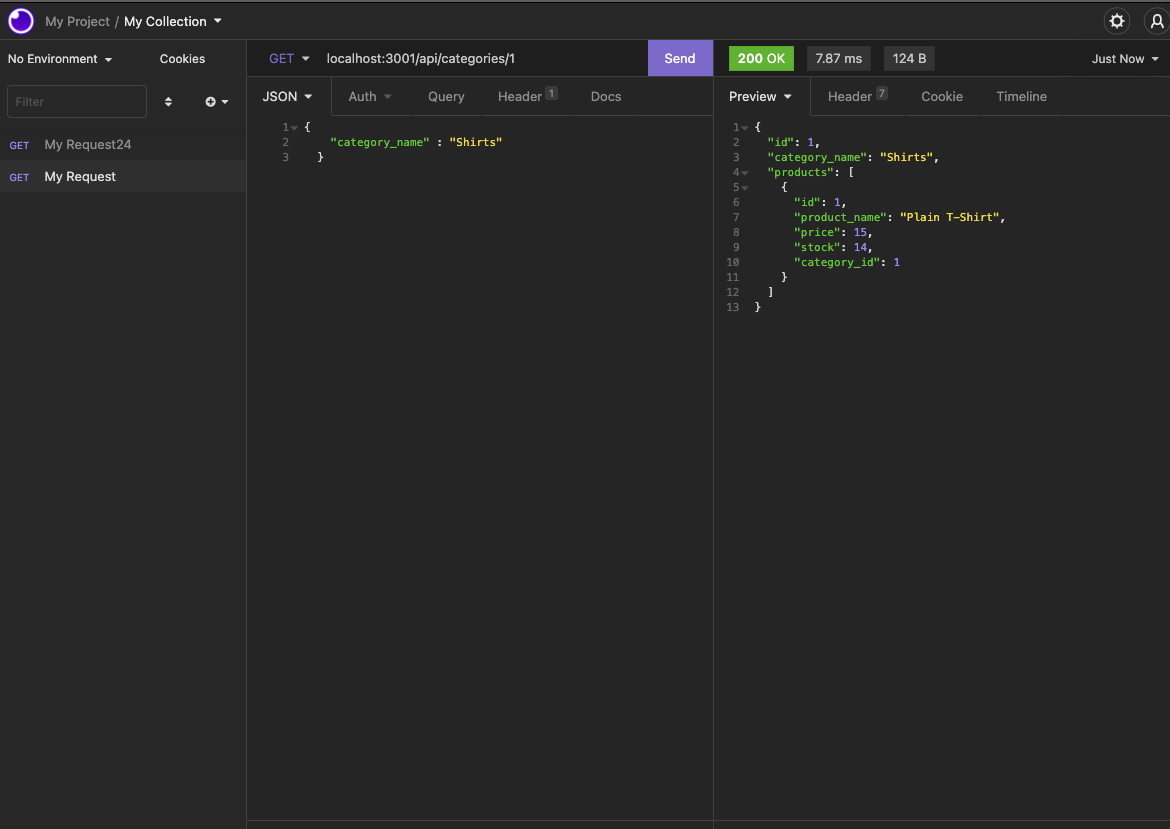 My Project / My Collection
No Environment Cookies
GET localhost:3001/api/categories/1 Send
200 OK 7.87 ms 124 B Just Now
Filter
GET My Request24
GET My Request
JSON Auth Query Header 1 Docs
1 {
2 "category_name" : "Shirts"
3 }
Preview Header 7 Cookie Timeline
1 {
2 "id": 1,
3 "category_name": "Shirts",
4 "products": [
5 {
6 "id": 1,
7 "product_name": "Plain T-Shirt",
8 "price": 15,
9 "stock": 14,
10 "category_id": 1
11 }
12 ]
13 }